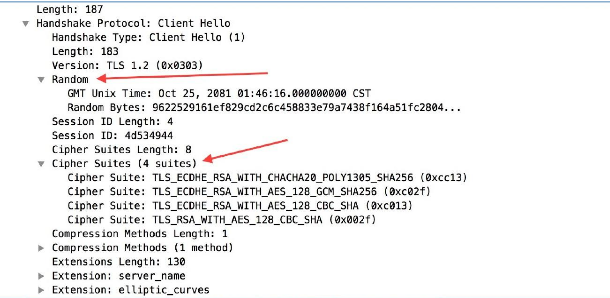 Length: 187
Handshake Protocol: Client Hello
Handshake Type: Client Hello (1)
Length: 183
Version: TLS 1.2 (0x0303)
Random
GMT Unix Time: Oct 25, 2081 01:46:16.000000000 CST
Random Bytes: 9622529161ef829cd2c6c458833e79a7438f164a51fc2804...
Session ID Length: 4
Session ID: 4d534944
Cipher Suites Length: 8
Cipher Suites (4 suites)
Cipher Suite: TLS_ECDHE_RSA_WITH_CHACHA20_POLY1305_SHA256 (0xcc13)
Cipher Suite: TLS_ECDHE_RSA_WITH_AES_128_GCM_SHA256 (0xc02f)
Cipher Suite: TLS_ECDHE_RSA_WITH_AES_128_CBC_SHA (0xc013)
Cipher Suite: TLS_RSA_WITH_AES_128_CBC_SHA (0x002f)
Compression Methods Length: 1
Compression Methods (1 method)
Extensions Length: 130
Extension: server_name
Extension: elliptic_curves